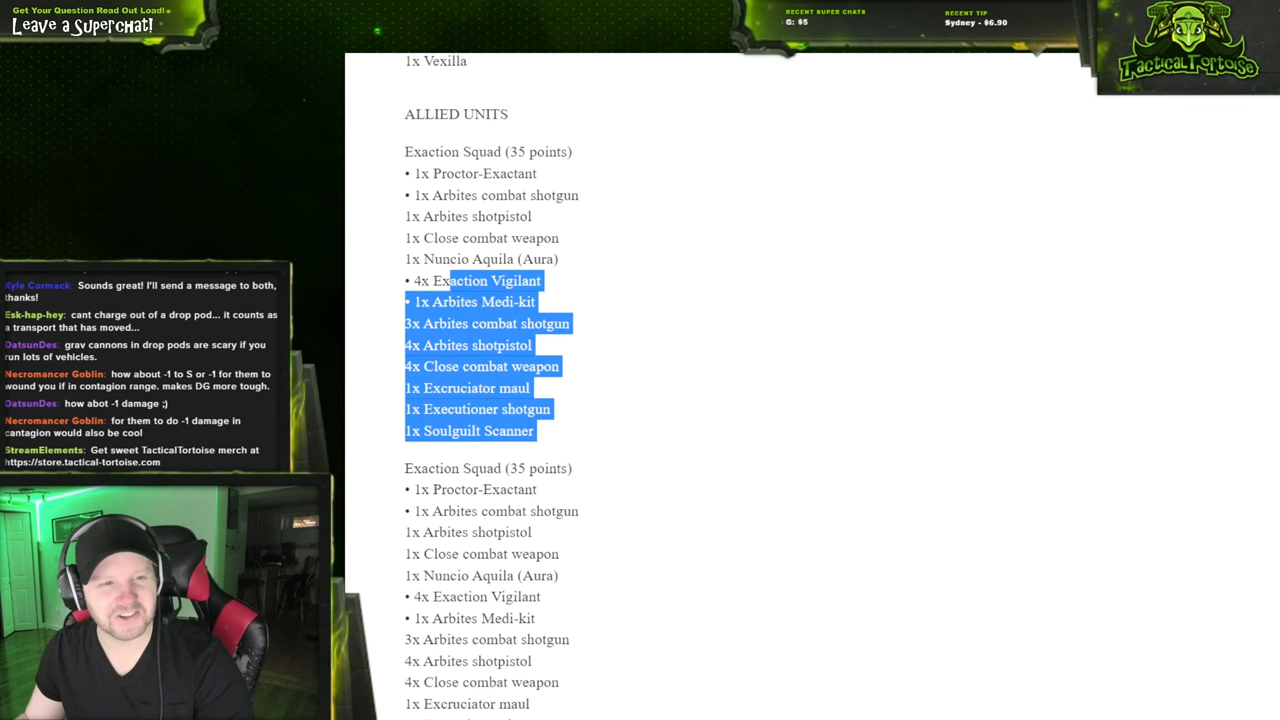 Get Your Question Read Out Load!
Leave a Superchat!
RECENT SUPER CHATS
G: $5
RECENT TIP
Sydney - $6.90
TacticalTortoise
1x Vexilla
ALLIED UNITS
Exaction Squad (35 points)
• 1x Proctor-Exactant
• 1x Arbites combat shotgun
1x Arbites shotpistol
1x Close combat weapon
1x Nuncio Aquila (Aura)
• 4x Exaction Vigilant
• 1x Arbites Medi-kit
3x Arbites combat shotgun
4x Arbites shotpistol
4x Close combat weapon
1x Excruciator maul
1x Executioner shotgun
1x Soulguilt Scanner
Exaction Squad (35 points)
• 1x Proctor-Exactant
• 1x Arbites combat shotgun
1x Arbites shotpistol
1x Close combat weapon
1x Nuncio Aquila (Aura)
• 4x Exaction Vigilant
• 1x Arbites Medi-kit
3x Arbites combat shotgun
4x Arbites shotpistol
4x Close combat weapon
1x Excruciator maul
Kyle Cormack: Sounds great! I'll send a message to both,
thanks!
Esk-hap-hey: cant charge out of a drop pod... it counts as
a transport that has moved...
DatsunDes: grav cannons in drop pods are scary if you
run lots of vehicles.
Necromancer Goblin: how about -1 to S or -1 for them to
wound you if in contagion range. makes DG more tough.
DatsunDes: how abot -1 damage ;)
Necromancer Goblin: for them to do -1 damage in
cantagion would also be cool
StreamElements: Get sweet TacticalTortoise merch at
https://store.tactical-tortoise.com